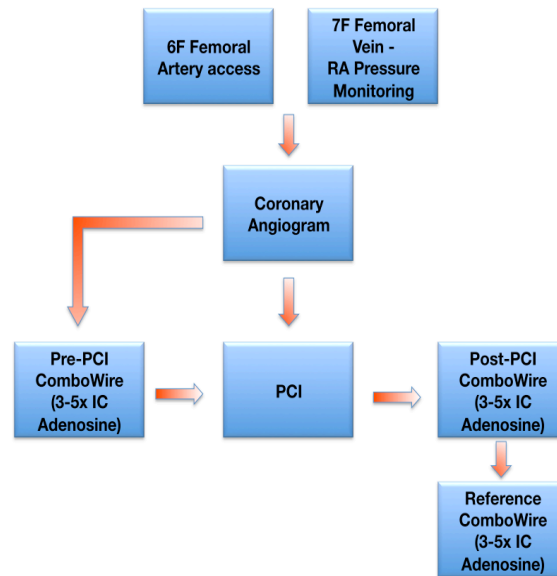 6F Femoral
Artery access
7F Femoral
Vein -
RA Pressure
Monitoring
Coronary
Angiogram
Pre-PCI
ComboWire
(3-5x IC
Adenosine)
PCI
Post-PCI
ComboWire
(3-5x IC
Adenosine)
Reference
ComboWire
(3-5x IC
Adenosine)